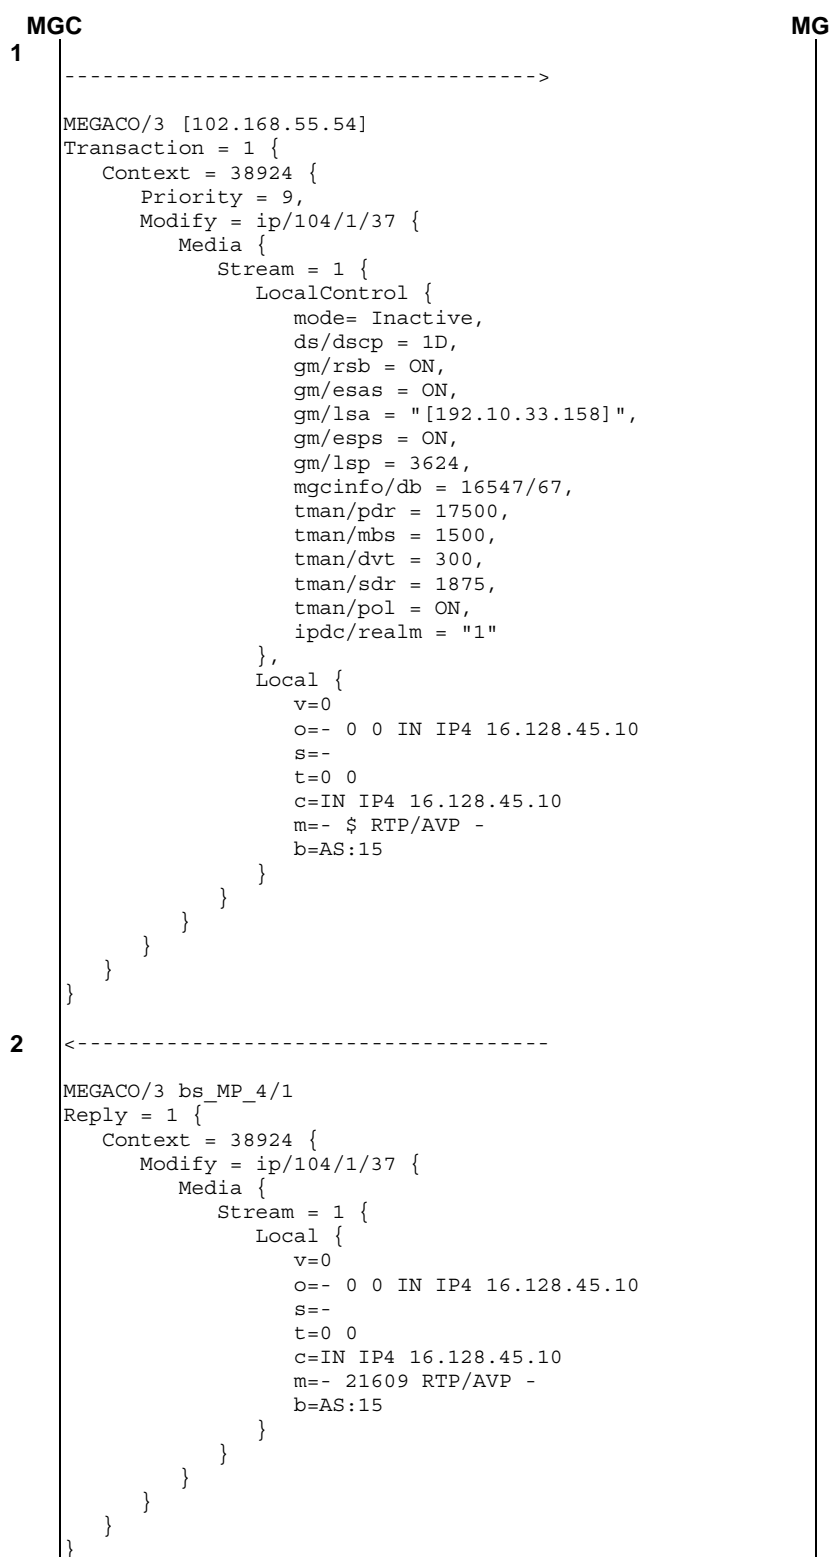 MGC MG
1
------------------------------------->
MEGACO/3 [102.168.55.54]
Transaction = 1 {
   Context = 38924 {
      Priority = 9,
      Modify = ip/104/1/37 {
         Media {
            Stream = 1 {
               LocalControl {
                  mode= Inactive,
                  ds/dscp = 1D,
                  gm/rsb = ON,
                  gm/esas = ON,
                  gm/lsa = "[192.10.33.158]",
                  gm/esps = ON,
                  gm/lsp = 3624,
                  mgcinfo/db = 16547/67,
                  tman/pdr = 17500,
                  tman/mbs = 1500,
                  tman/dvt = 300,
                  tman/sdr = 1875,
                  tman/pol = ON,
                  ipdc/realm = "1"
               },
               Local {
                  v=0
                  o=- 0 0 IN IP4 16.128.45.10
                  s=-
                  t=0 0
                  c=IN IP4 16.128.45.10
                  m=- $ RTP/AVP -
                  b=AS:15
               }
            }
         }
      }
   }
}
2 <-------------------------------------
MEGACO/3 bs_MP_4/1
Reply = 1 {
   Context = 38924 {
      Modify = ip/104/1/37 {
         Media {
            Stream = 1 {
               Local {
                  v=0
                  o=- 0 0 IN IP4 16.128.45.10
                  s=-
                  t=0 0
                  c=IN IP4 16.128.45.10
                  m=- 21609 RTP/AVP -
                  b=AS:15
               }
            }
         }
      }
   }
}